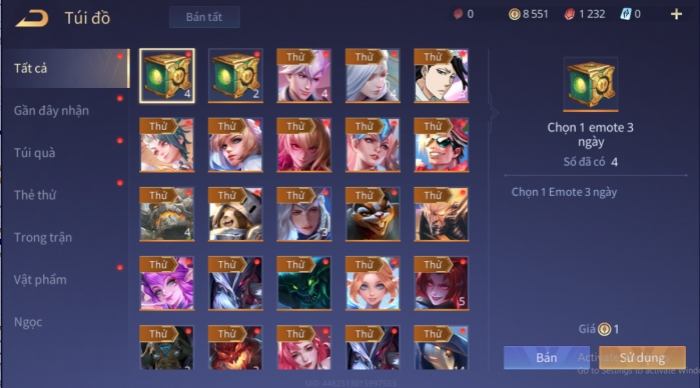 Túi đồ
Bán tất
0
8 551
1 232
0
Tất cả
Gần đây nhận
Túi quà
Thẻ thử
Trong trận
Vật phẩm
Ngọc
4
2
Thử
4
Thử
4
Thử
Thử
Thử
Thử
Thử
Thử
Thử
4
Thử
Thử
3
Thử
Thử
Thử
Thử
Thử
Thử
Thử
5
Thử
Thử
Thử
Thử
Thử
Chọn 1 emote 3
ngày
Số đã có 4
Chọn 1 Emote 3 ngày
Giá 1
Bán
Sử dụng
Go to Settings to activate Wind